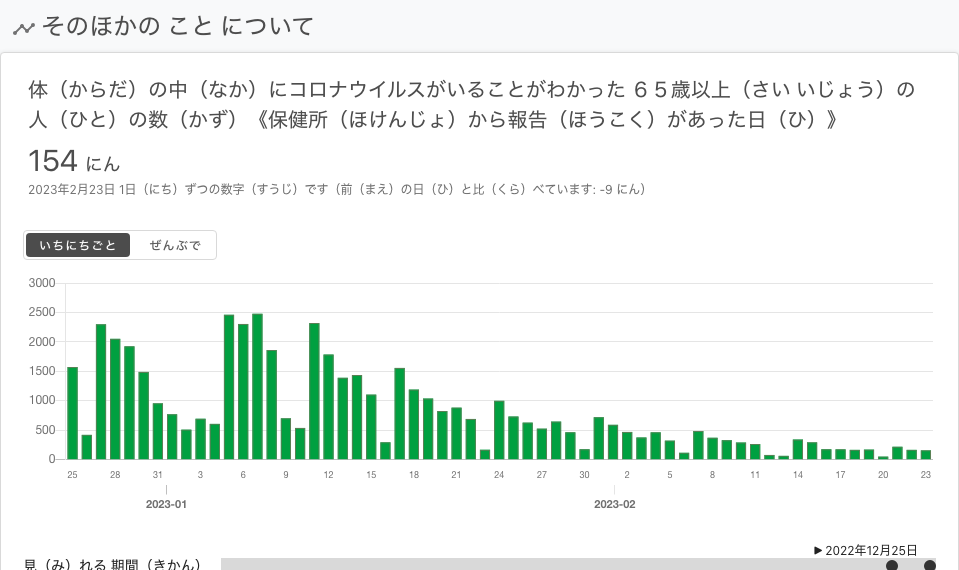 そのほかの こと について
体（からだ）の中（なか）にコロナウイルスがいることがわかった ６５歳以上（さい いじょう）の
人（ひと）の数（かず）《保健所（ほけんじょ）から報告（ほうこく）があった日（ひ）》
154 にん
2023年2月23日 1日（にち）ずつの数字（すうじ）です（前（まえ）の日（ひ）と比（くら）べています: -9 にん）
いちにちごと ぜんぶで
3000
2500
2000
1500
1000
500
0
25 28 31 3 6 9 12 15 18 21 24 27 30 2 5 8 11 14 17 20 23
2023-01 2023-02
▶ 2022年12月25日
見（み）れる 期間（きかん）